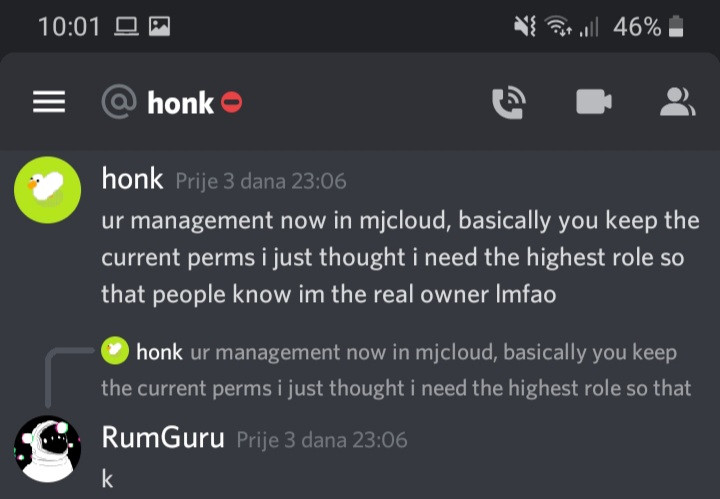 10:01 46%
@ honk
honk Prije 3 dana 23:06
ur management now in mjcloud, basically you keep the
current perms i just thought i need the highest role so
that people know im the real owner lmfao
honk ur management now in mjcloud, basically you keep
the current perms i just thought i need the highest role so that
RumGuru Prije 3 dana 23:06
k